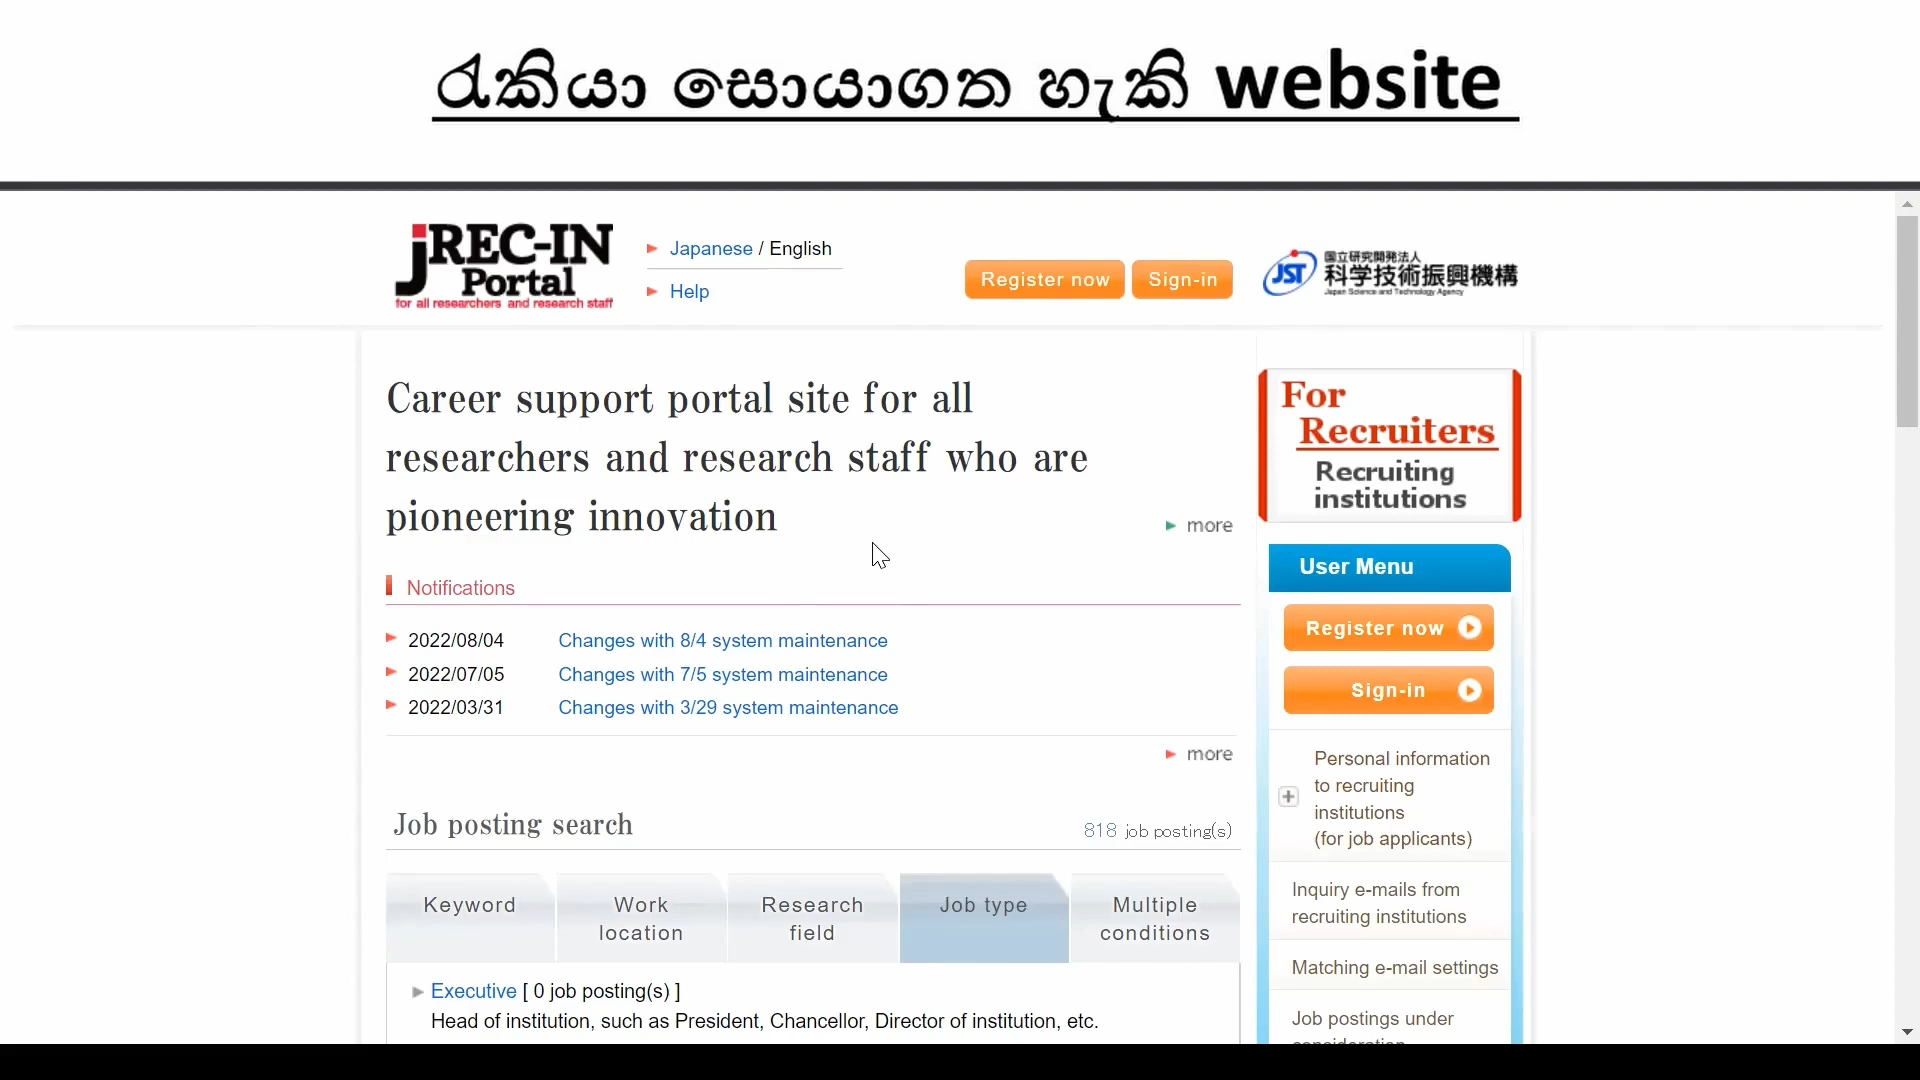 රැකියා සොයාගත හැකි website
jREC-IN
Portal
for all researchers and research staff
Japanese / English
Help
Register now
Sign-in
JST
国立研究開発法人
科学技術振興機構
Japan Science and Technology Agency
Career support portal site for all
researchers and research staff who are
pioneering innovation
more
Notifications
2022/08/04 Changes with 8/4 system maintenance
2022/07/05 Changes with 7/5 system maintenance
2022/03/31 Changes with 3/29 system maintenance
more
Job posting search
818 job posting(s)
Keyword
Work
location
Research
field
Job type
Multiple
conditions
Executive [ 0 job posting(s) ]
Head of institution, such as President, Chancellor, Director of institution, etc.
For
Recruiters
Recruiting
institutions
User Menu
Register now
Sign-in
Personal information
to recruiting
institutions
(for job applicants)
Inquiry e-mails from
recruiting institutions
Matching e-mail settings
Job postings under